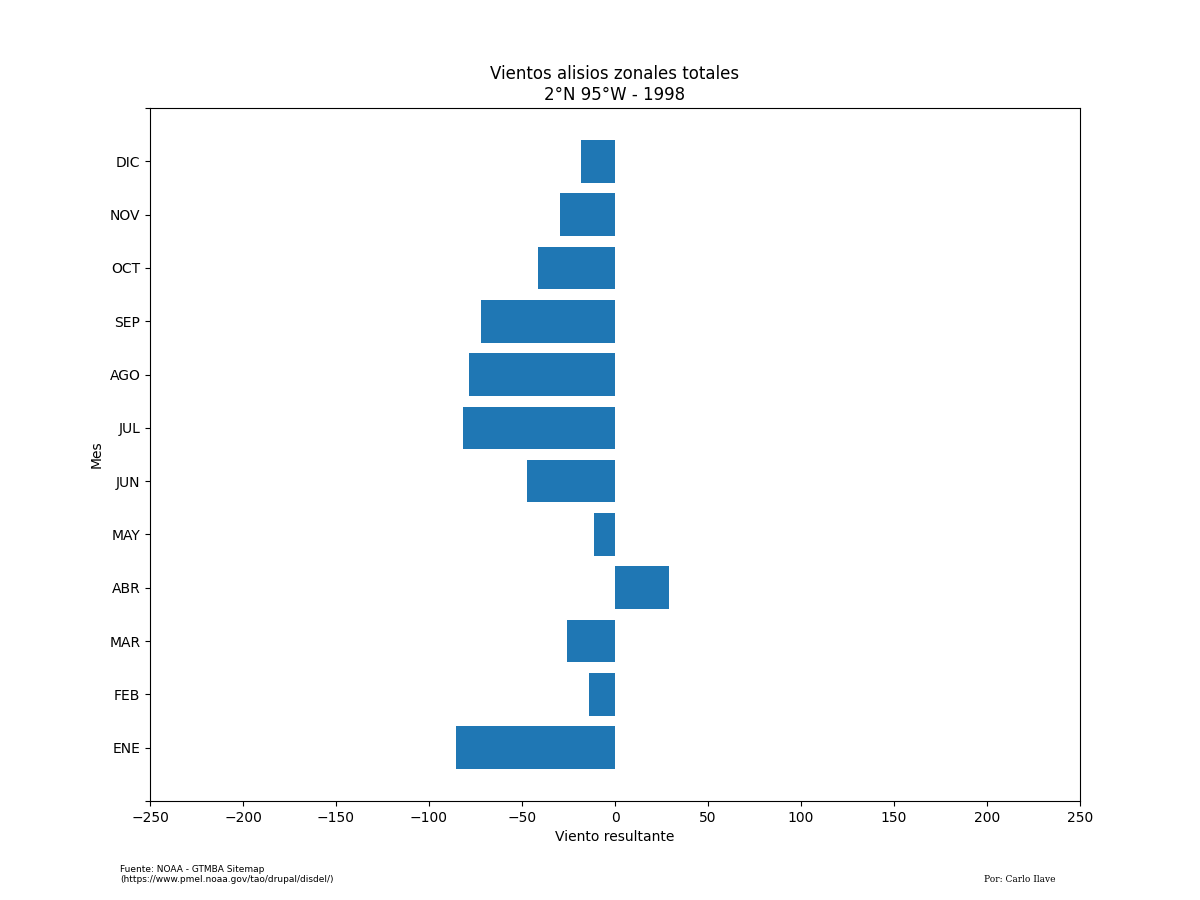 Vientos alisios zonales totales
2°N 95°W - 1998
DIC
NOV
OCT
SEP
AGO
JUL
JUN
MAY
ABR
MAR
FEB
ENE
Mes
−250 −200 −150 −100 −50 0 50 100 150 200 250
Viento resultante
Fuente: NOAA - GTMBA Sitemap
(https://www.pmel.noaa.gov/tao/drupal/disdel/)
Por: Carlo Ilave